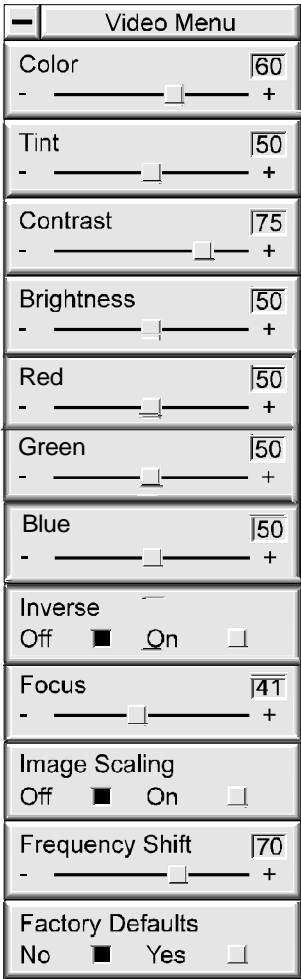 Video Menu
Color 60
- +
Tint 50
- +
Contrast 75
- +
Brightness 50
- +
Red 50
- +
Green 50
- +
Blue 50
- +
Inverse
Off On
Focus 41
- +
Image Scaling
Off On
Frequency Shift 70
- +
Factory Defaults
No Yes